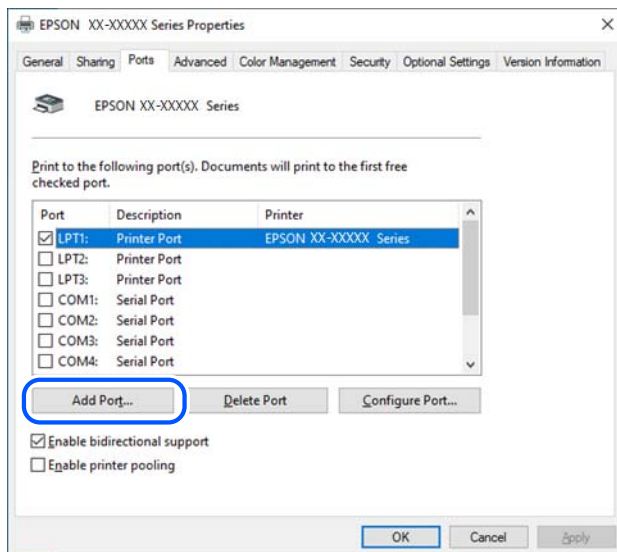 EPSON XX-XXXXX Series Properties
General Sharing Ports Advanced Color Management Security Optional Settings Version Information
EPSON XX-XXXXX Series
Print to the following port(s). Documents will print to the first free
checked port.
Port Description Printer
LPT1: Printer Port EPSON XX-XXXXX Series
LPT2: Printer Port
LPT3: Printer Port
COM1: Serial Port
COM2: Serial Port
COM3: Serial Port
COM4: Serial Port
Add Port... Delete Port Configure Port...
Enable bidirectional support
Enable printer pooling
OK Cancel Apply